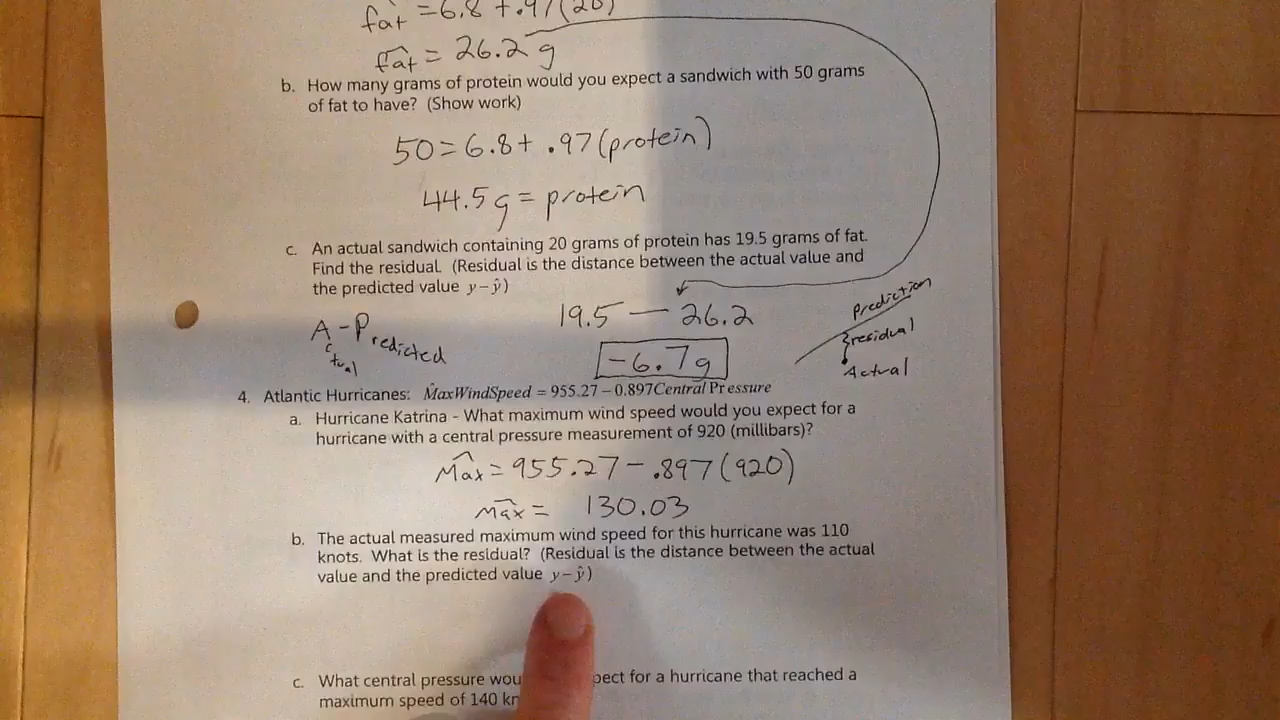 fat = 6.8 + .97(20)
fat = 26.2 g
b. How many grams of protein would you expect a sandwich with 50 grams
of fat to have? (Show work)
50 = 6.8 + .97 (protein)
44.5 g = protein
c. An actual sandwich containing 20 grams of protein has 19.5 grams of fat.
Find the residual. (Residual is the distance between the actual value and
the predicted value y-ŷ)
19.5 — 26.2
A - Predicted
ctual
-6.7g
Prediction
residual
Actual
4. Atlantic Hurricanes: M̂axWindSpeed = 955.27 - 0.897Central Pressure
a. Hurricane Katrina - What maximum wind speed would you expect for a
hurricane with a central pressure measurement of 920 (millibars)?
Max = 955.27 - .897 (920)
Max = 130.03
b. The actual measured maximum wind speed for this hurricane was 110
knots. What is the residual? (Residual is the distance between the actual
value and the predicted value y-ŷ)
c. What central pressure pect for a hurricane that reached a
maximum speed of 140